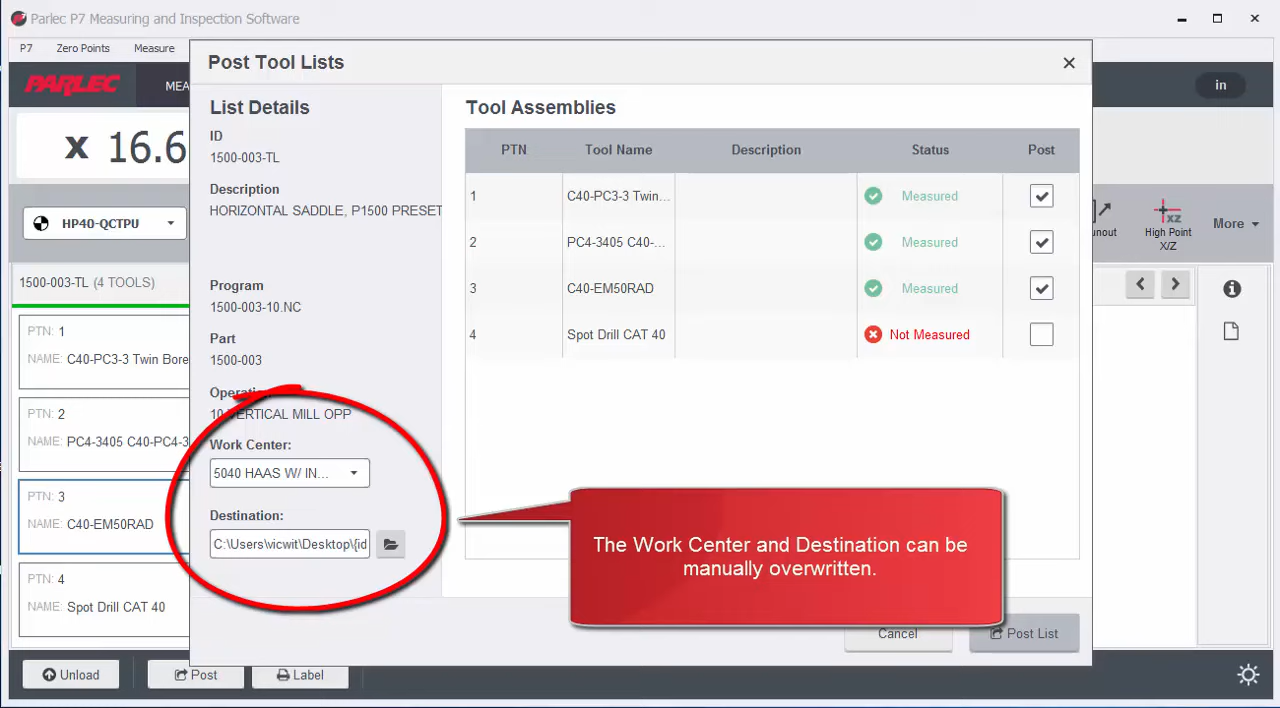 Parlec P7 Measuring and Inspection Software
P7 Zero Points Measure
PARLEC MEA in
X 16.6
HP40-QCTPU
1500-003-TL (4 TOOLS)
PTN: 1
NAME: C40-PC3-3 Twin Bore
PTN: 2
NAME: PC4-3405 C40-PC4-3
PTN: 3
NAME: C40-EM50RAD
PTN: 4
NAME: Spot Drill CAT 40
Post Tool Lists
List Details
ID
1500-003-TL
Description
HORIZONTAL SADDLE, P1500 PRESET
Program
1500-003-10.NC
Part
1500-003
10 VERTICAL MILL OPP
Work Center:
5040 HAAS W/ IN...
Destination:
C:\Users\vicwit\Desktop\{id
Tool Assemblies
PTN Tool Name Description Status Post
1 C40-PC3-3 Twin... Measured
2 PC4-3405 C40-... Measured
3 C40-EM50RAD Measured
4 Spot Drill CAT 40 Not Measured
The Work Center and Destination can be
manually overwritten.
Cancel Post List
unout
XZ
High Point
X/Z
More
Unload Post Label